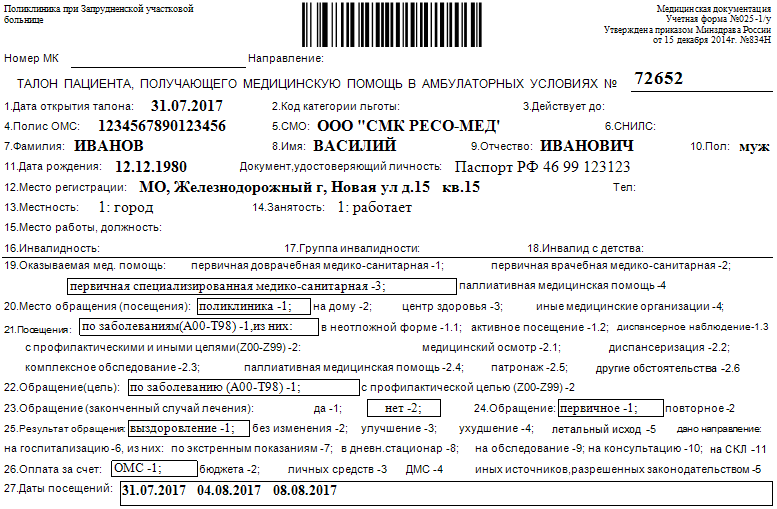 Поликлиника при Запрудненской участковой
больнице
Медицинская документация
Учетная форма №025-1/у
Утверждена приказом Минздрава России
от 15 декабря 2014г. №834Н
Номер МК Направление:
ТАЛОН ПАЦИЕНТА, ПОЛУЧАЮЩЕГО МЕДИЦИНСКУЮ ПОМОЩЬ В АМБУЛАТОРНЫХ УСЛОВИЯХ № 72652
1.Дата открытия талона: 31.07.2017 2.Код категории льготы: 3.Действует до:
4.Полис ОМС: 1234567890123456 5.СМО: ООО "СМК РЕСО-МЕД' 6.СНИЛС:
7.Фамилия: ИВАНОВ 8.Имя: ВАСИЛИЙ 9.Отчество: ИВАНОВИЧ 10.Пол: муж
11.Дата рождения: 12.12.1980 Документ,удостоверяющий личность: Паспорт РФ 46 99 123123
12.Место регистрации: МО, Железнодорожный г, Новая ул д.15 кв.15 Тел:
13.Местность: 1: город 14.Занятость: 1: работает
15.Место работы, должность:
16.Инвалидность: 17.Группа инвалидности: 18.Инвалид с детства:
19.Оказываемая мед. помощь: первичная доврачебная медико-санитарная -1; первичная врачебная медико-санитарная -2;
первичная специализированная медико-санитарная -3; паллиативная медицинская помощь -4
20.Место обращения (посещения): поликлиника -1; на дому -2; центр здоровья -3; иные медицинские организации -4;
21.Посещения: по заболеваниям(A00-T98) -1,из них: в неотложной форме -1.1; активное посещение -1.2; диспансерное наблюдение-1.3
с профилактическими и иными целями(Z00-Z99) -2: медицинский осмотр -2.1; диспансеризация -2.2;
комплексное обследование -2.3; паллиативная медицинская помощь -2.4; патронаж -2.5; другие обстоятельства -2.6
22.Обращение(цель): по заболеванию (A00-T98) -1; с профилактической целью (Z00-Z99) -2
23.Обращение (законченный случай лечения): да -1; нет -2; 24.Обращение: первичное -1; повторное -2
25.Результат обращения: выздоровление -1; без изменения -2; улучшение -3; ухудшение -4; летальный исход -5 дано направление:
на госпитализацию -6, из них: по экстренным показаниям -7; в дневн.стационар -8; на обследование -9; на консультацию -10; на СКЛ -11
26.Оплата за счет: ОМС -1; бюджета -2; личных средств -3 ДМС -4 иных источников,разрешенных законодательством -5
27.Даты посещений: 31.07.2017 04.08.2017 08.08.2017